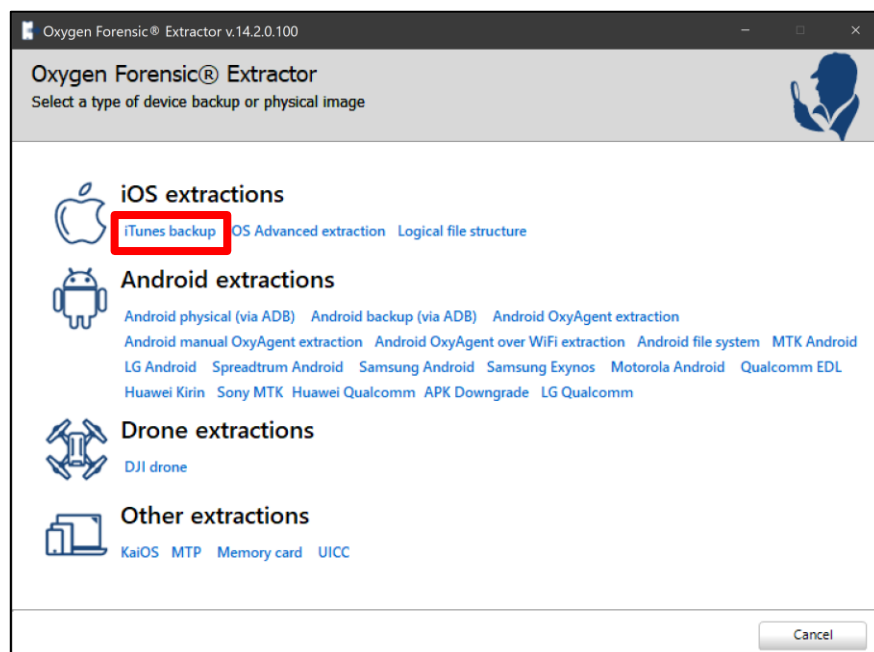 Oxygen Forensic® Extractor v.14.2.0.100
Oxygen Forensic® Extractor
Select a type of device backup or physical image
iOS extractions
iTunes backup OS Advanced extraction Logical file structure
Android extractions
Android physical (via ADB) Android backup (via ADB) Android OxyAgent extraction
Android manual OxyAgent extraction Android OxyAgent over WiFi extraction Android file system MTK Android
LG Android Spreadtrum Android Samsung Android Samsung Exynos Motorola Android Qualcomm EDL
Huawei Kirin Sony MTK Huawei Qualcomm APK Downgrade LG Qualcomm
Drone extractions
DJI drone
Other extractions
KaiOS MTP Memory card UICC
Cancel